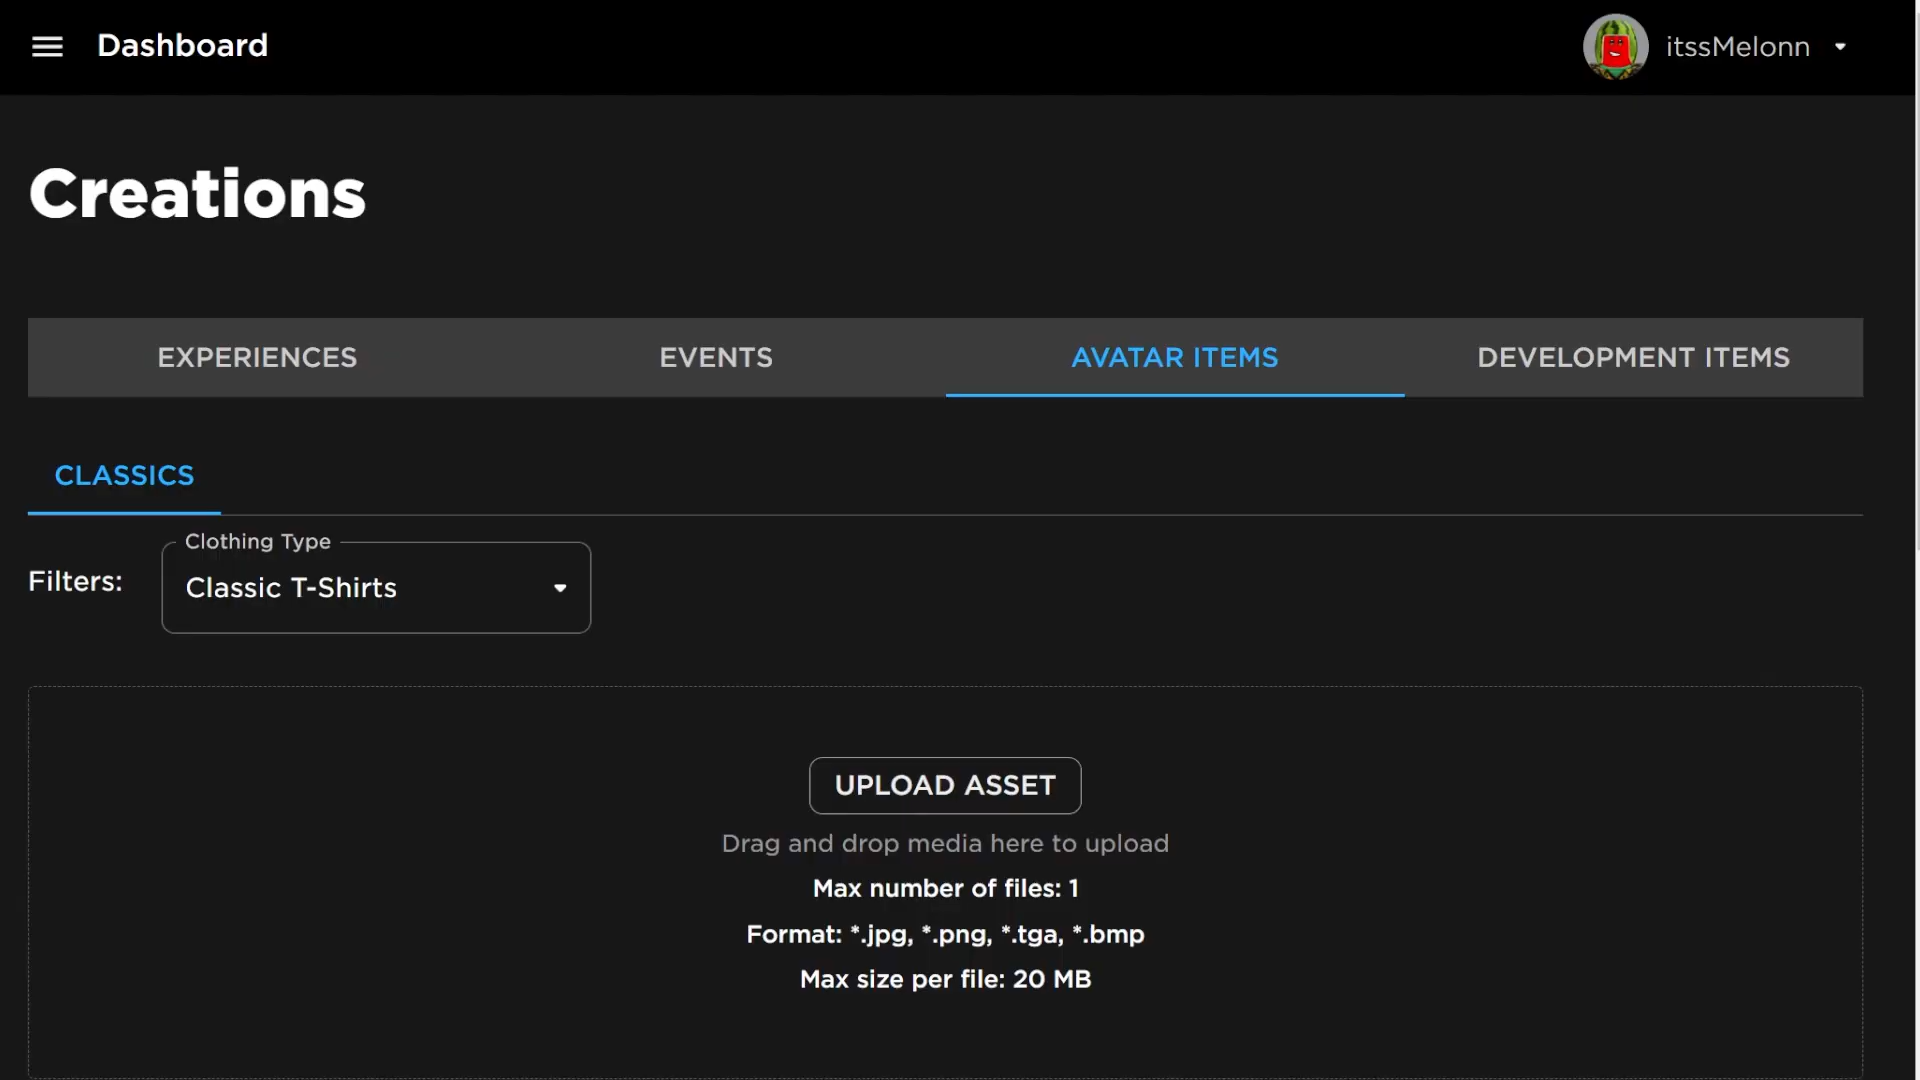 Dashboard
itssMelonn
Creations
EXPERIENCES
EVENTS
AVATAR ITEMS
DEVELOPMENT ITEMS
CLASSICS
Filters:
Clothing Type
Classic T-Shirts
UPLOAD ASSET
Drag and drop media here to upload
Max number of files: 1
Format: *.jpg, *.png, *.tga, *.bmp
Max size per file: 20 MB